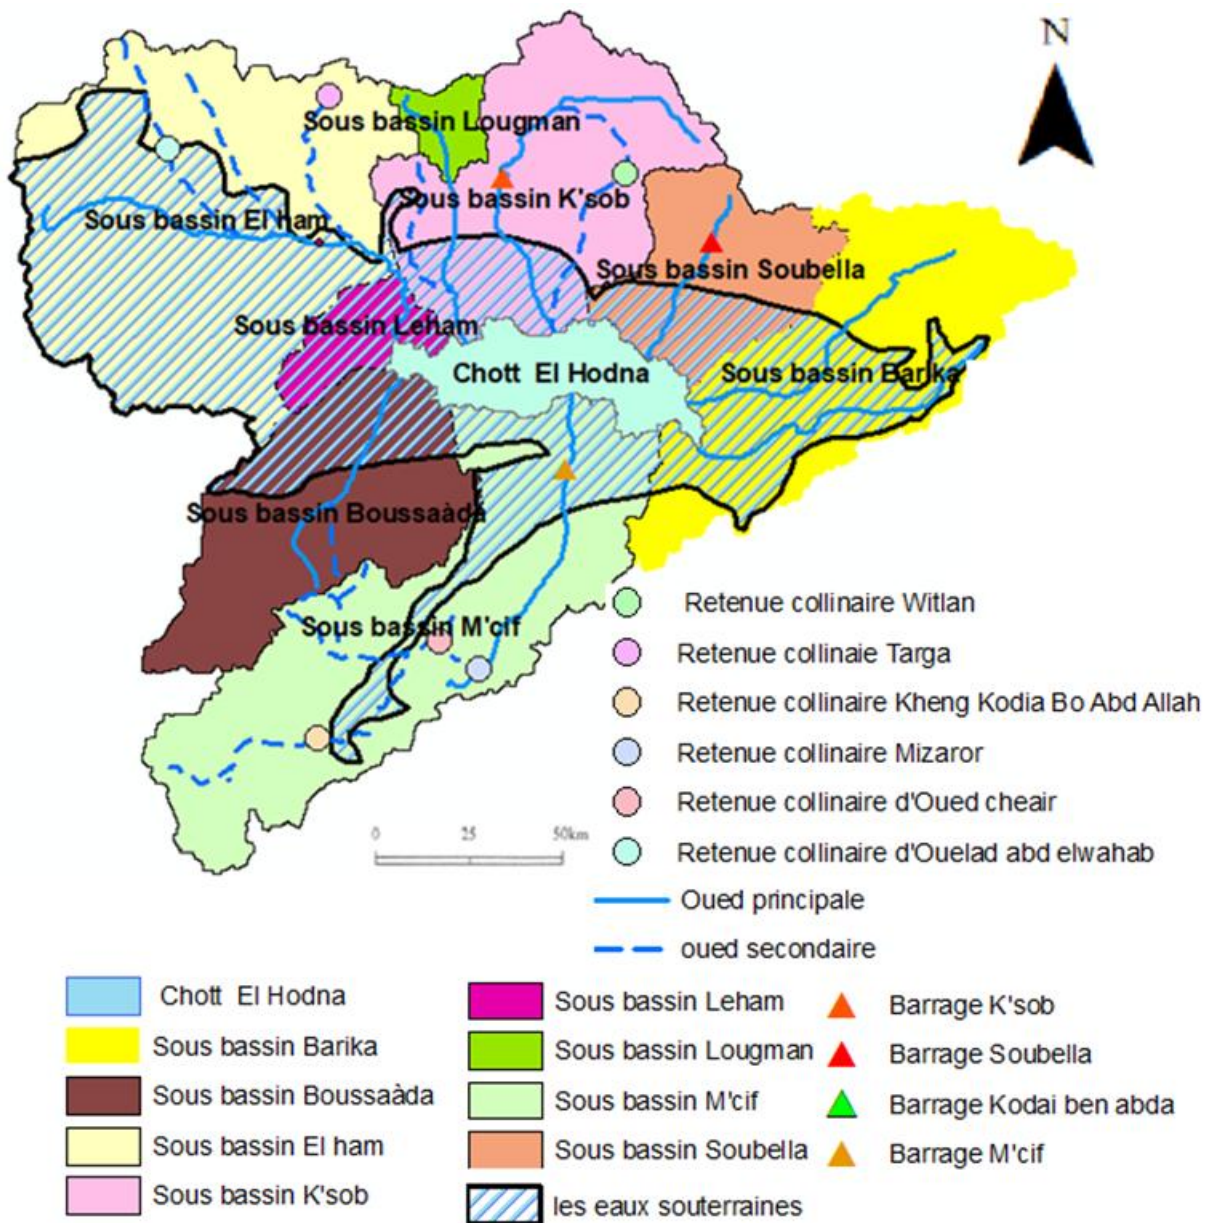 N
Sous bassin Lougman
Sous bassin K'sob
Sous bassin El ham
Sous bassin Soubella
Sous bassin Leham
Chott El Hodna
Sous bassin Barika
Sous bassin Boussaàda
Sous bassin M'cif
0 25 50km
Retenue collinaire Witlan
Retenue collinaie Targa
Retenue collinaire Kheng Kodia Bo Abd Allah
Retenue collinaire Mizaror
Retenue collinaire d'Oued cheair
Retenue collinaire d'Ouelad abd elwahab
Oued principale
oued secondaire
Chott El Hodna
Sous bassin Barika
Sous bassin Boussaàda
Sous bassin El ham
Sous bassin K'sob
Sous bassin Leham
Sous bassin Lougman
Sous bassin M'cif
Sous bassin Soubella
les eaux souterraines
Barrage K'sob
Barrage Soubella
Barrage Kodai ben abda
Barrage M'cif